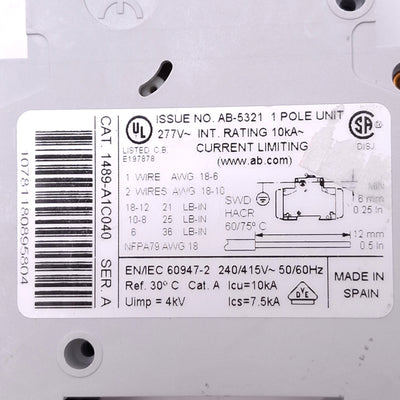 10781180895804
CAT. 1489-A1C040 SER. A
UL
LISTED C.B.
E197878
ISSUE NO. AB-5321 1 POLE UNIT
277V~ INT. RATING 10kA~
CURRENT LIMITING
(www.ab.com)
SA
DISJ.
1 WIRE AWG 18-6
2 WIRES AWG 18-10
18-12 21 LB-IN
10-8 25 LB-IN
6 36 LB-IN
NFPA79 AWG 18
SWD
HACR
60/75° C
MIN
6 mm
0.25 in
12 mm
0.5 in
EN/IEC 60947-2 240/415V~ 50/60Hz
Ref. 30° C Cat. A Icu=10kA
Uimp = 4kV Ics=7.5kA
DVE
MADE IN
SPAIN